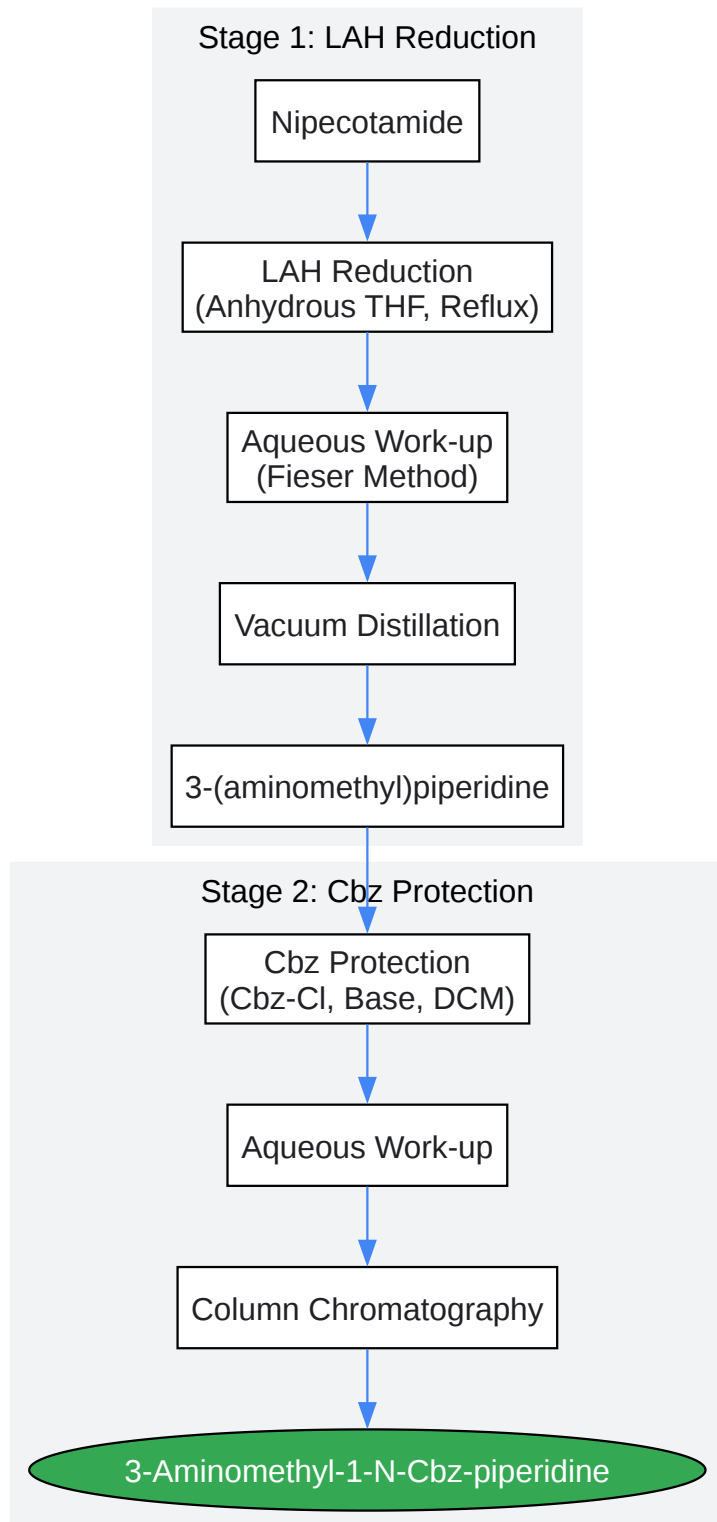 Stage 1: LAH Reduction
Nipecotamide
LAH Reduction
(Anhydrous THF, Reflux)
Aqueous Work-up
(Fieser Method)
Vacuum Distillation
3-(aminomethyl)piperidine
Stage 2: Cbz Protection
Cbz Protection
(Cbz-Cl, Base, DCM)
Aqueous Work-up
Column Chromatography
3-Aminomethyl-1-N-Cbz-piperidine